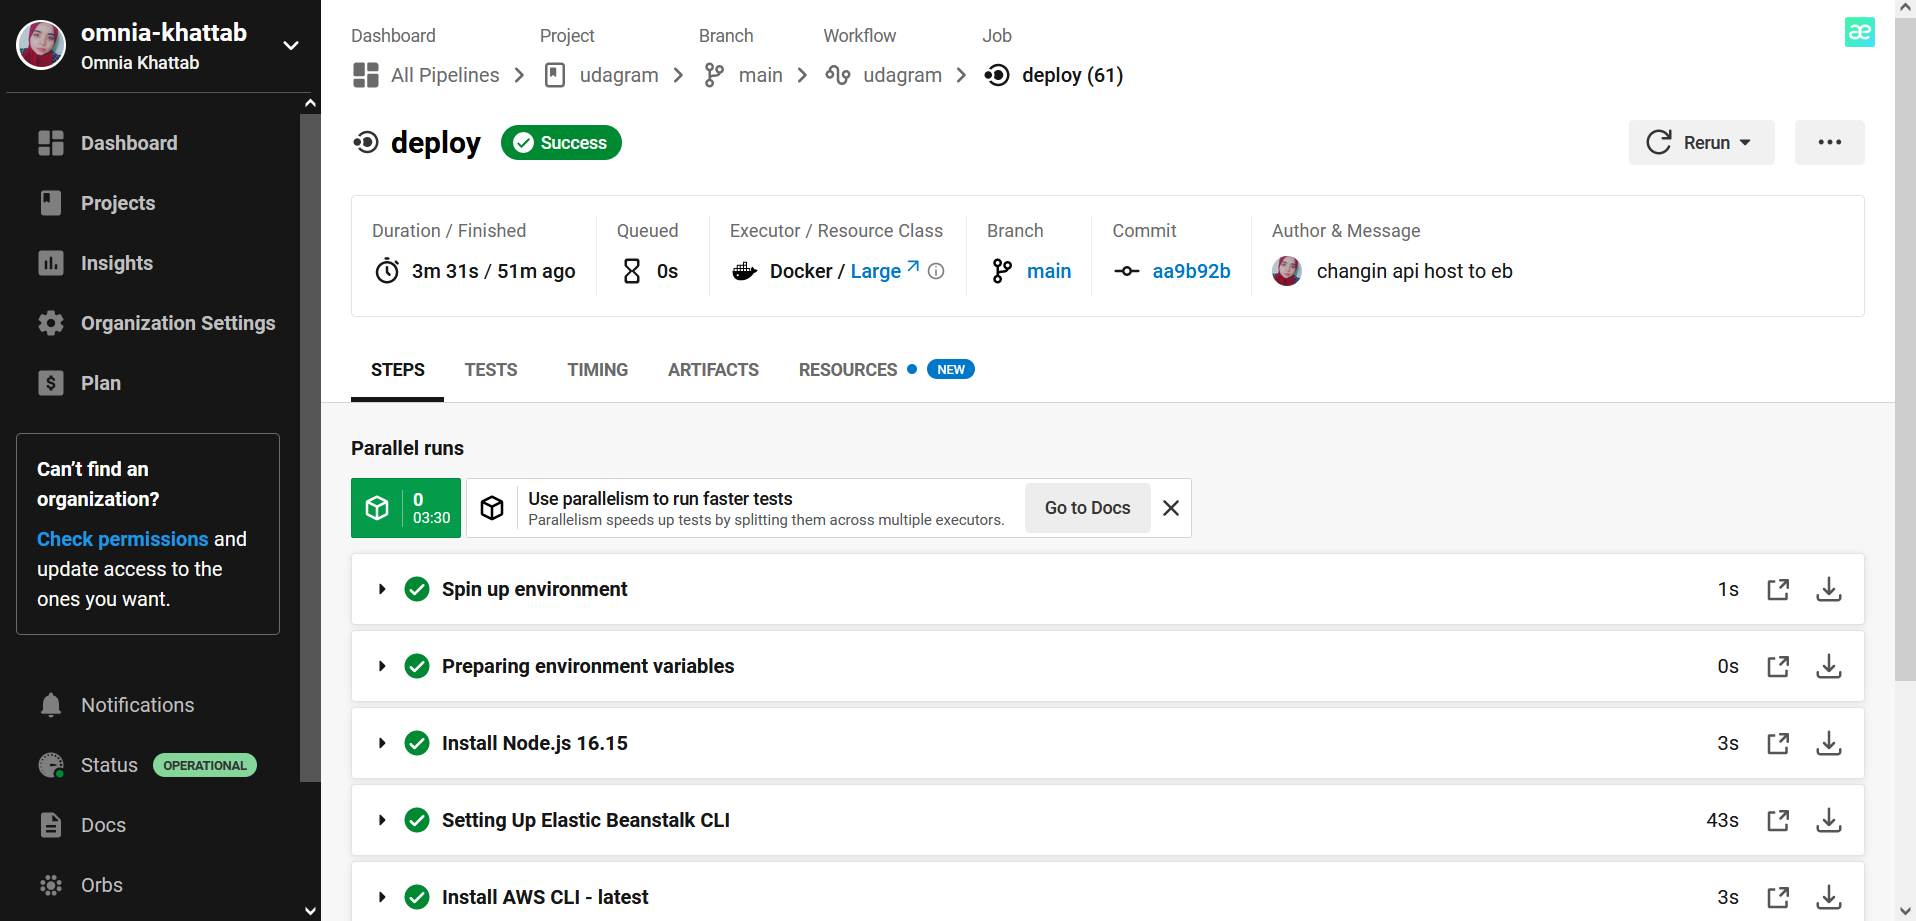 omnia-khattab
Omnia Khattab
Dashboard
Projects
Insights
Organization Settings
Plan
Can’t find an
organization?
Check permissions and
update access to the
ones you want.
Notifications
Status OPERATIONAL
Docs
Orbs
Dashboard Project Branch Workflow Job
All Pipelines udagram main udagram deploy (61)
æ
deploy Success
Rerun
Duration / Finished Queued Executor / Resource Class Branch Commit Author & Message
3m 31s / 51m ago 0s Docker / Large main aa9b92b changin api host to eb
STEPS TESTS TIMING ARTIFACTS RESOURCES NEW
Parallel runs
0
03:30
Use parallelism to run faster tests
Parallelism speeds up tests by splitting them across multiple executors.
Go to Docs
Spin up environment 1s
Preparing environment variables 0s
Install Node.js 16.15 3s
Setting Up Elastic Beanstalk CLI 43s
Install AWS CLI - latest 3s